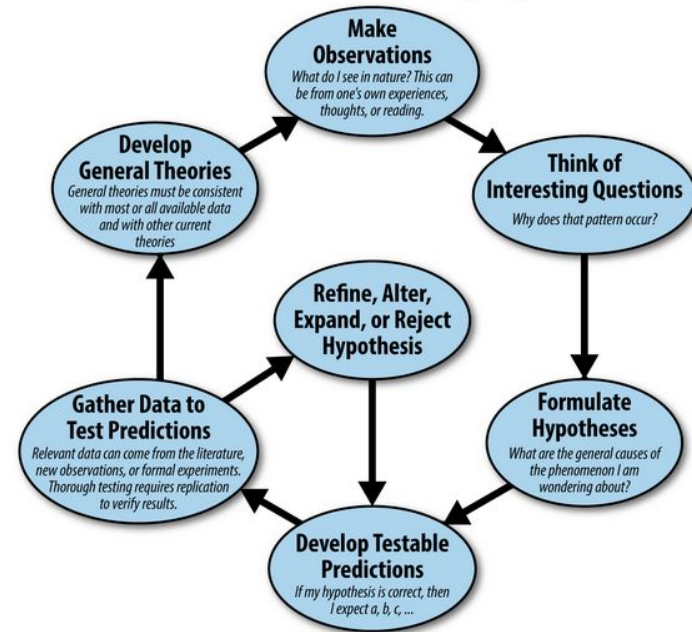 Make
Observations
What do I see in nature? This can
be from one's own experiences,
thoughts, or reading.
Think of
Interesting Questions
Why does that pattern occur?
Formulate
Hypotheses
What are the general causes of
the phenomenon I am
wondering about?
Develop Testable
Predictions
If my hypothesis is correct, then
I expect a, b, c, ...
Gather Data to
Test Predictions
Relevant data can come from the literature,
new observations, or formal experiments.
Thorough testing requires replication
to verify results.
Refine, Alter,
Expand, or Reject
Hypothesis
Develop
General Theories
General theories must be consistent
with most or all available data
and with other current
theories